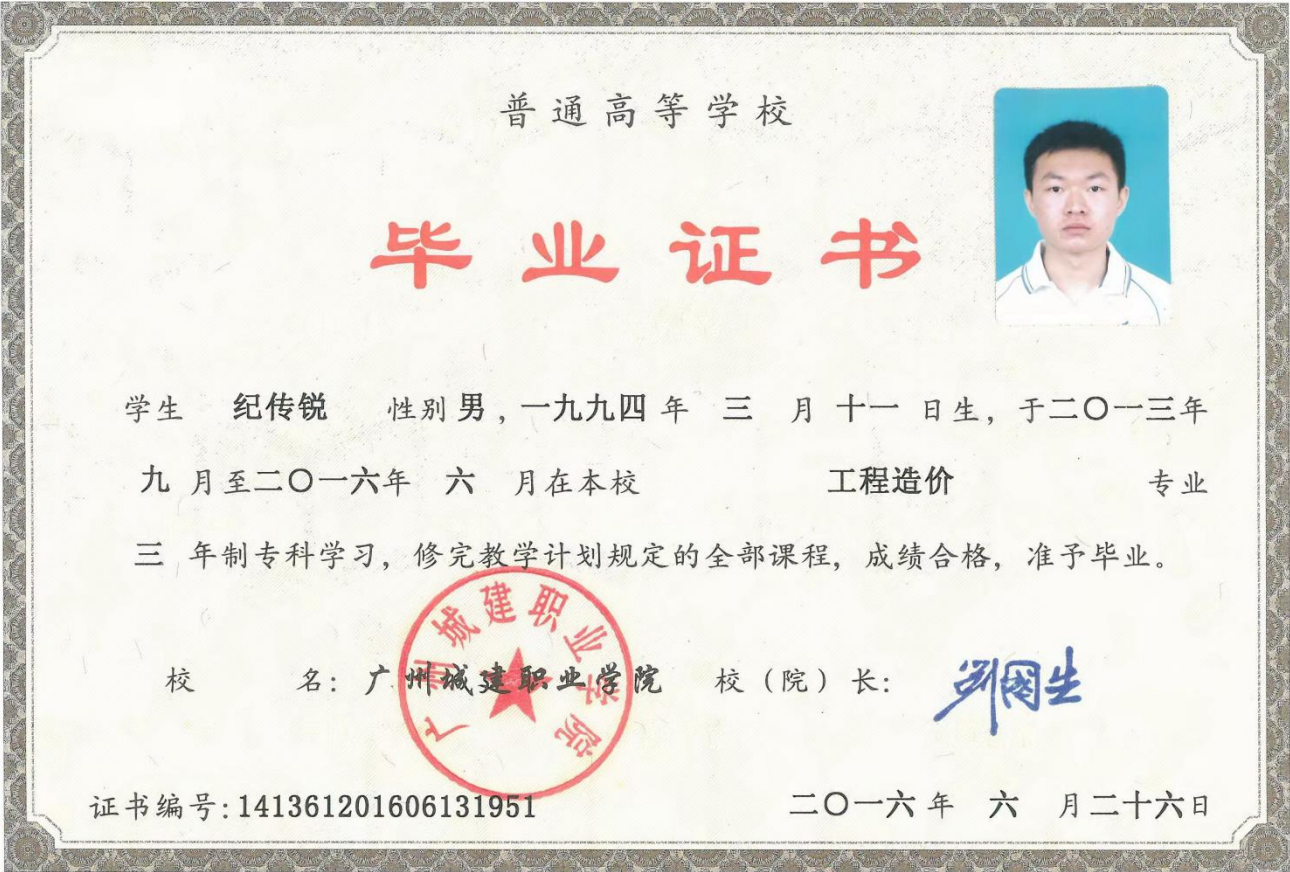 普通高等学校
毕业证书
学生 纪传锐 性别 男，一九九四 年 三 月 十一 日生，于二〇一三年
九 月至二〇一六年 六 月在本校 工程造价 专业
三 年制专科学习，修完教学计划规定的全部课程，成绩合格，准予毕业。
广州城建职业学院
校 名：广州城建职业学院 校（院）长：刘国生
证书编号：141361201606131951 二〇一六 年 六 月二十六日